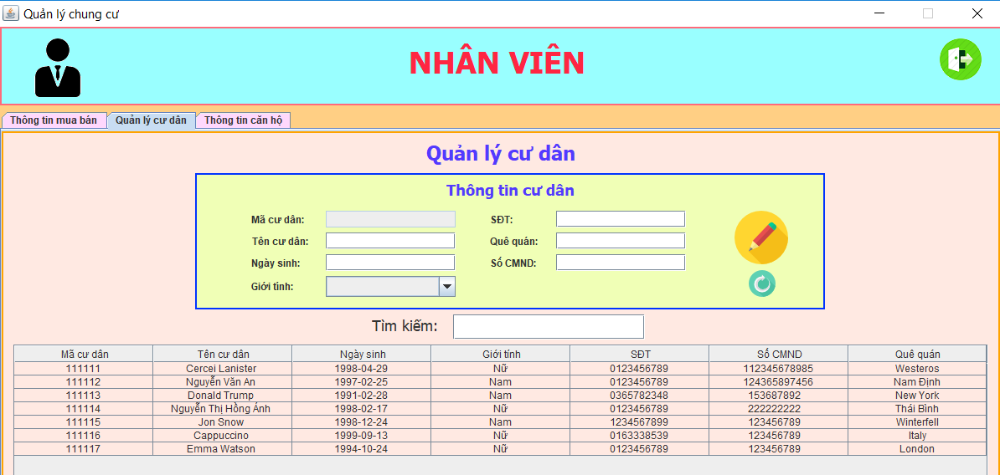 Quản lý chung cư
NHÂN VIÊN
Thông tin mua bán Quản lý cư dân Thông tin căn hộ
Quản lý cư dân
Thông tin cư dân
Mã cư dân: SĐT:
Tên cư dân: Quê quán:
Ngày sinh: Số CMND:
Giới tính:
Tìm kiếm:
Mã cư dân Tên cư dân Ngày sinh Giới tính SĐT Số CMND Quê quán
111111 Cercei Lanister 1998-04-29 Nữ 0123456789 112345678985 Westeros
111112 Nguyễn Văn An 1997-02-25 Nam 0123456789 124365897456 Nam Định
111113 Donald Trump 1991-02-28 Nam 0365782348 153687892 New York
111114 Nguyễn Thị Hồng Ánh 1998-02-17 Nữ 0123456789 222222222 Thái Bình
111115 Jon Snow 1998-12-24 Nam 1234567899 123456789 Winterfell
111116 Cappuccino 1999-09-13 Nữ 0163338539 123456789 Italy
111117 Emma Watson 1994-10-24 Nữ 0123456789 123456789 London